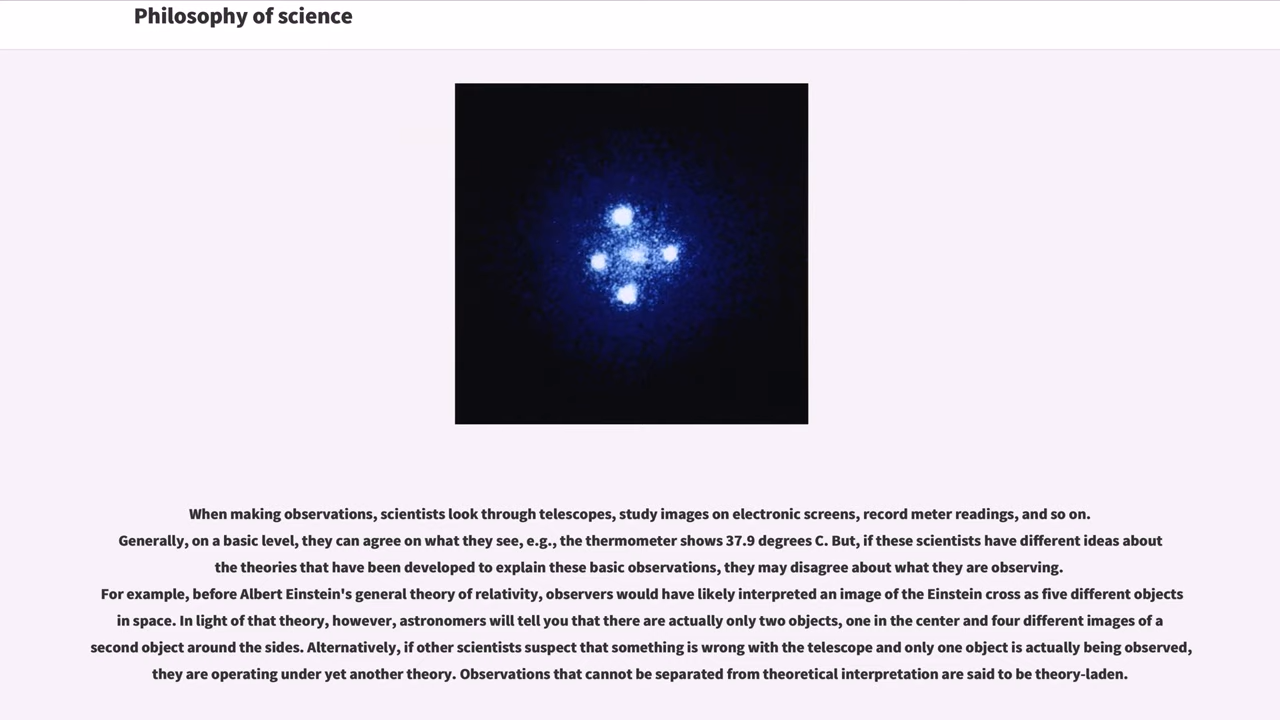 Philosophy of science
When making observations, scientists look through telescopes, study images on electronic screens, record meter readings, and so on.
Generally, on a basic level, they can agree on what they see, e.g., the thermometer shows 37.9 degrees C. But, if these scientists have different ideas about
the theories that have been developed to explain these basic observations, they may disagree about what they are observing.
For example, before Albert Einstein's general theory of relativity, observers would have likely interpreted an image of the Einstein cross as five different objects
in space. In light of that theory, however, astronomers will tell you that there are actually only two objects, one in the center and four different images of a
second object around the sides. Alternatively, if other scientists suspect that something is wrong with the telescope and only one object is actually being observed,
they are operating under yet another theory. Observations that cannot be separated from theoretical interpretation are said to be theory-laden.